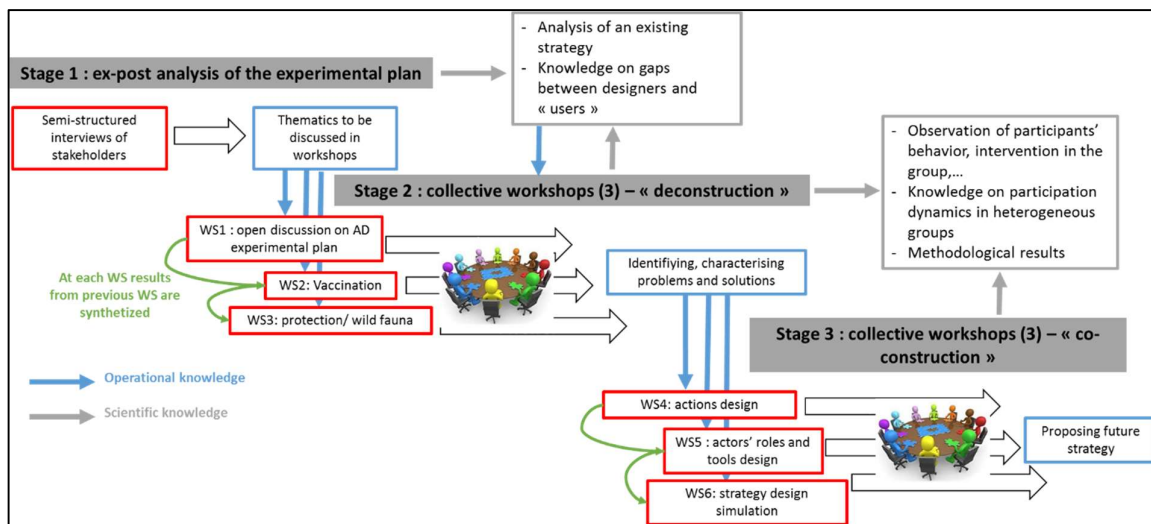 Stage 1 : ex-post analysis of the experimental plan
- Analysis of an existing
strategy
- Knowledge on gaps
between designers and
« users »
Semi-structured
interviews of
stakeholders
Thematics to be
discussed in
workshops
Stage 2 : collective workshops (3) – « deconstruction »
- Observation of participants'
behavior, intervention in the
group,...
- Knowledge on participation
dynamics in heterogeneous
groups
- Methodological results
WS1 : open discussion on AD
experimental plan
At each WS results
from previous WS are
synthetized
WS2: Vaccination
WS3: protection/ wild fauna
Identifiying, characterising
problems and solutions
Stage 3 : collective workshops (3) – « co-
construction »
Operational knowledge
Scientific knowledge
WS4: actions design
WS5 : actors' roles and
tools design
WS6: strategy design
simulation
Proposing future
strategy